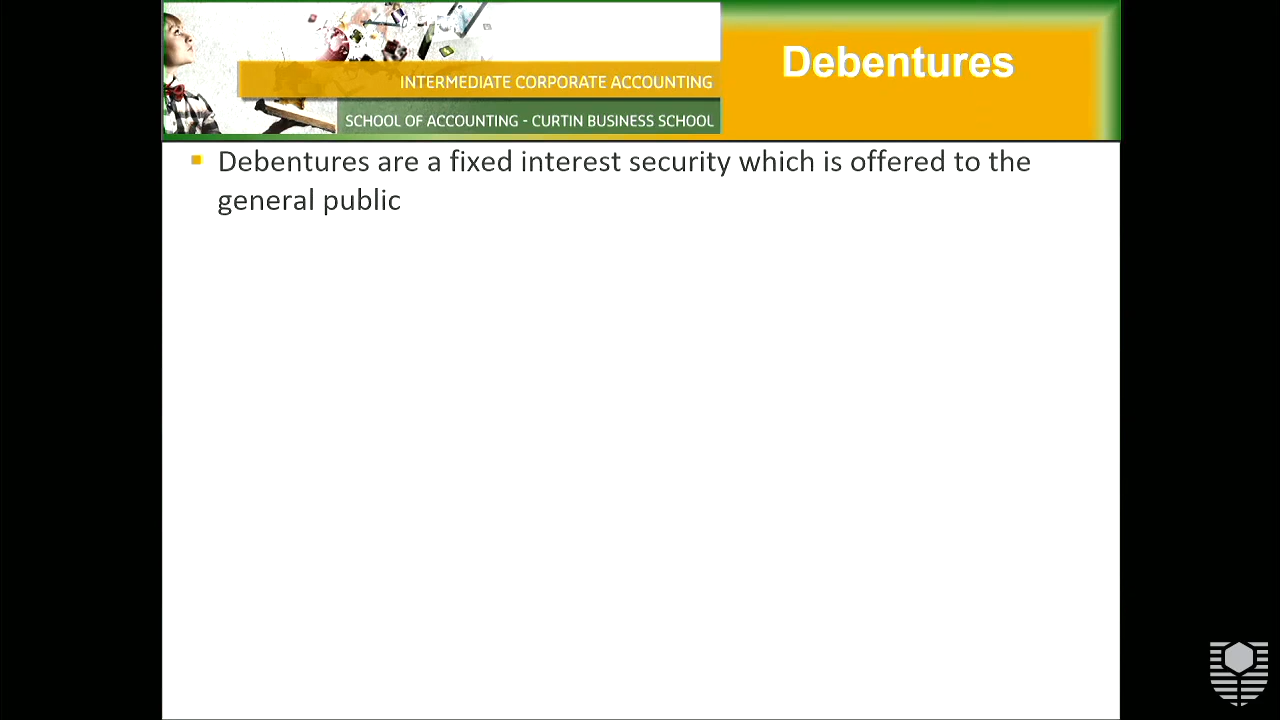 Debentures
INTERMEDIATE CORPORATE ACCOUNTING
SCHOOL OF ACCOUNTING - CURTIN BUSINESS SCHOOL
Debentures are a fixed interest security which is offered to the
general public